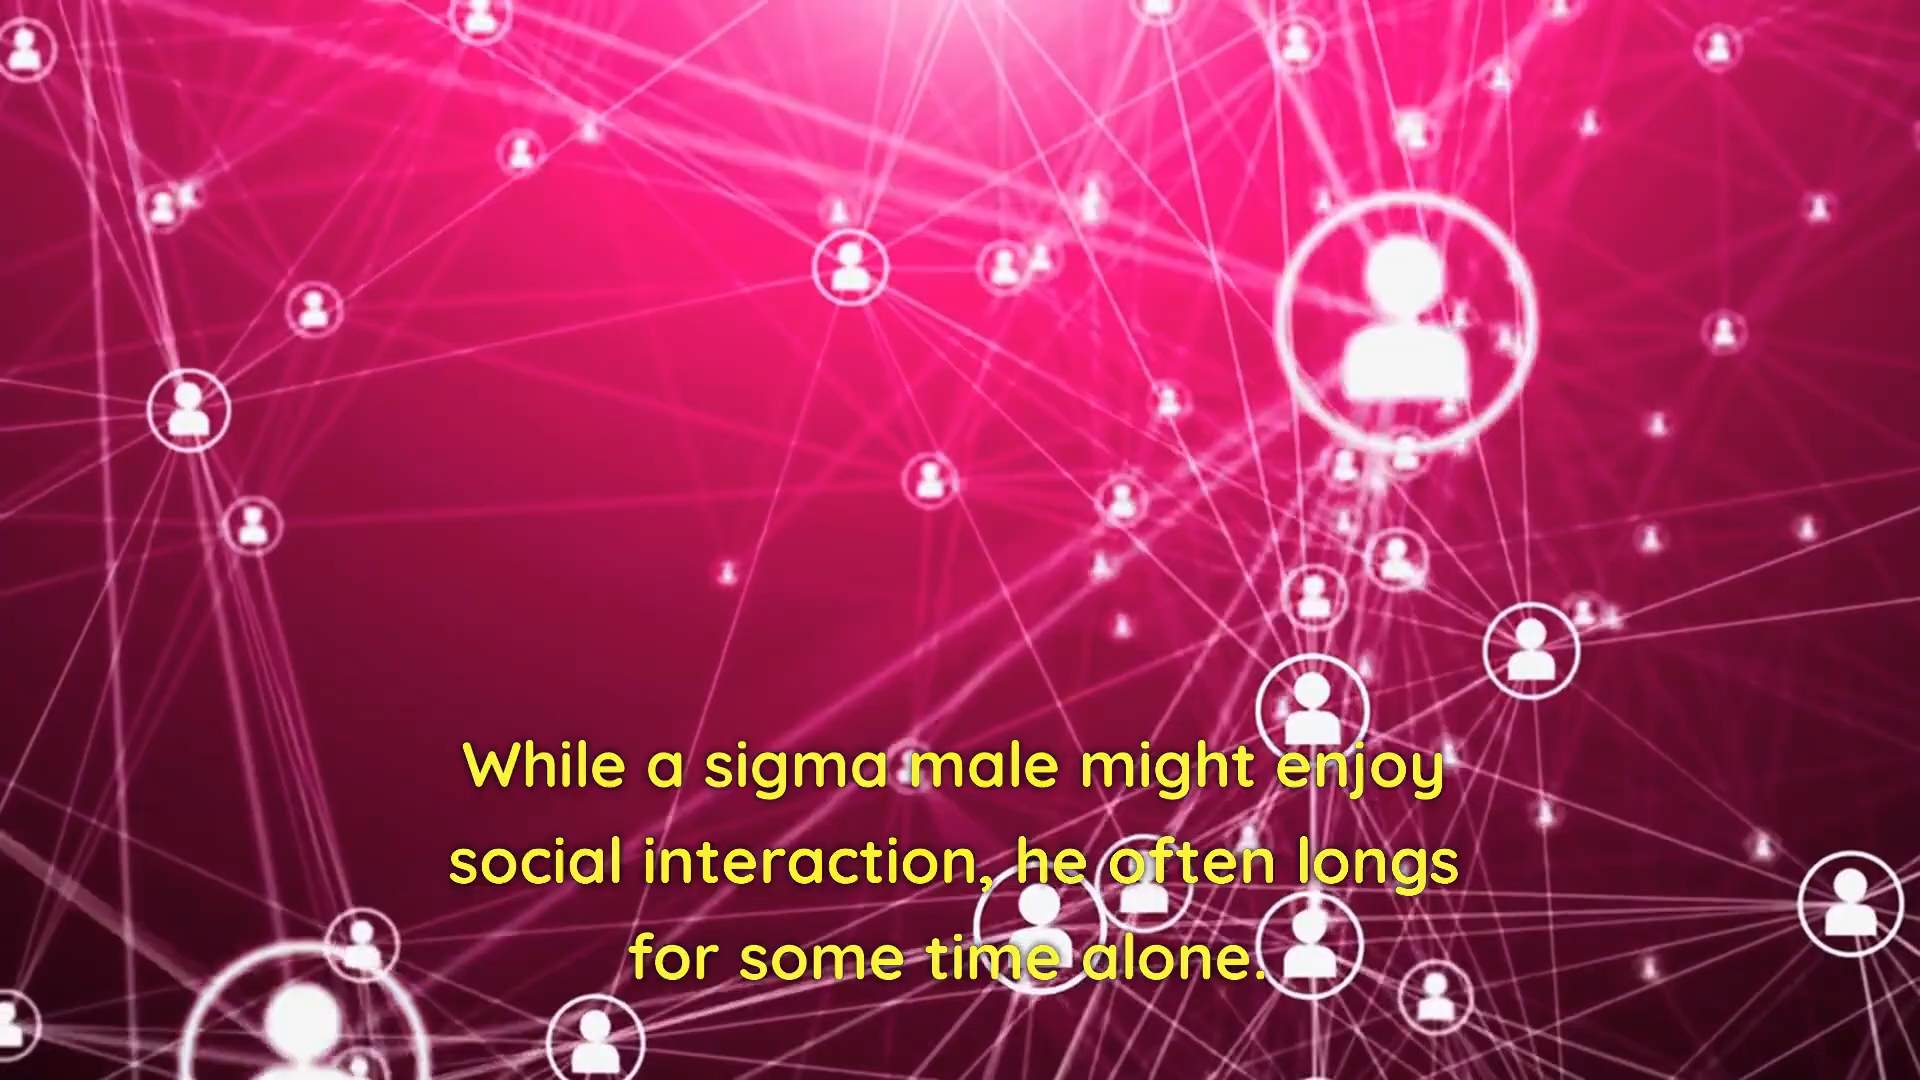 While a sigma male might enjoy
social interaction, he often longs
for some time alone.